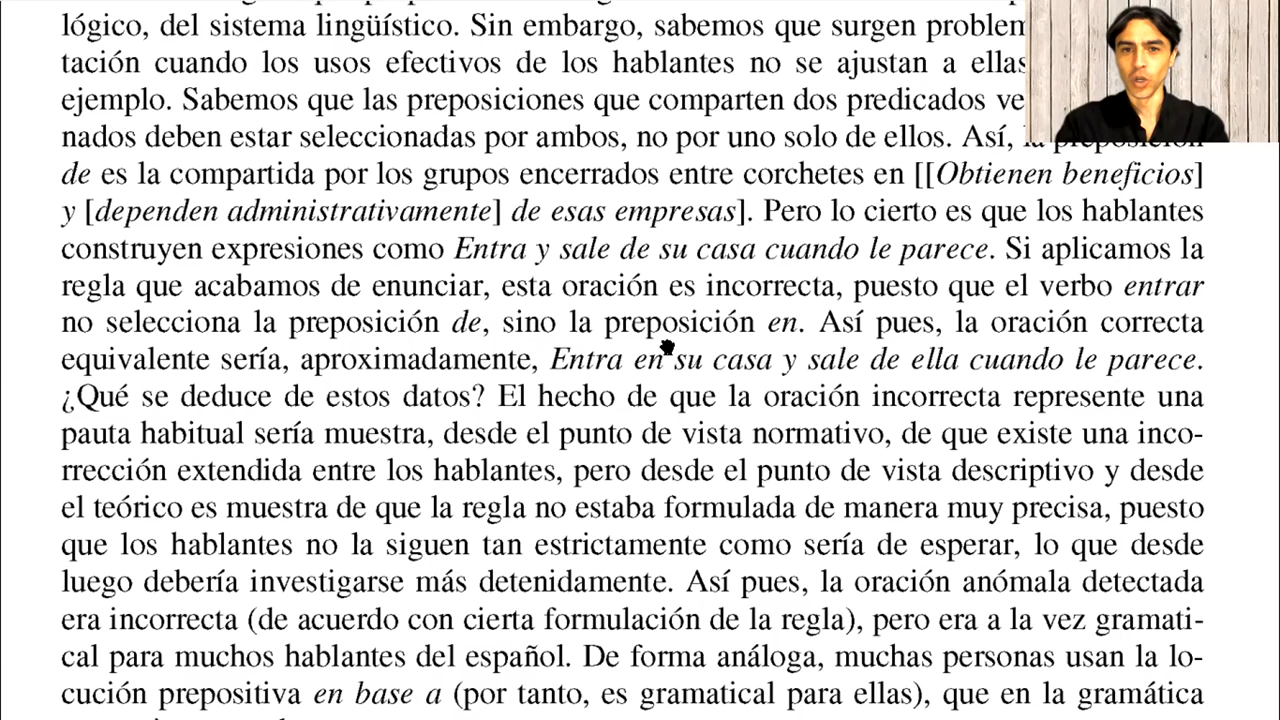 lógico, del sistema lingüístico. Sin embargo, sabemos que surgen problem
tación cuando los usos efectivos de los hablantes no se ajustan a ellas
ejemplo. Sabemos que las preposiciones que comparten dos predicados ve
nados deben estar seleccionadas por ambos, no por uno solo de ellos. Así, la preposición
de es la compartida por los grupos encerrados entre corchetes en [[Obtienen beneficios]
y [dependen administrativamente] de esas empresas]. Pero lo cierto es que los hablantes
construyen expresiones como Entra y sale de su casa cuando le parece. Si aplicamos la
regla que acabamos de enunciar, esta oración es incorrecta, puesto que el verbo entrar
no selecciona la preposición de, sino la preposición en. Así pues, la oración correcta
equivalente sería, aproximadamente, Entra en su casa y sale de ella cuando le parece.
¿Qué se deduce de estos datos? El hecho de que la oración incorrecta represente una
pauta habitual sería muestra, desde el punto de vista normativo, de que existe una inco-
rrección extendida entre los hablantes, pero desde el punto de vista descriptivo y desde
el teórico es muestra de que la regla no estaba formulada de manera muy precisa, puesto
que los hablantes no la siguen tan estrictamente como sería de esperar, lo que desde
luego debería investigarse más detenidamente. Así pues, la oración anómala detectada
era incorrecta (de acuerdo con cierta formulación de la regla), pero era a la vez gramati-
cal para muchos hablantes del español. De forma análoga, muchas personas usan la lo-
cución prepositiva en base a (por tanto, es gramatical para ellas), que en la gramática